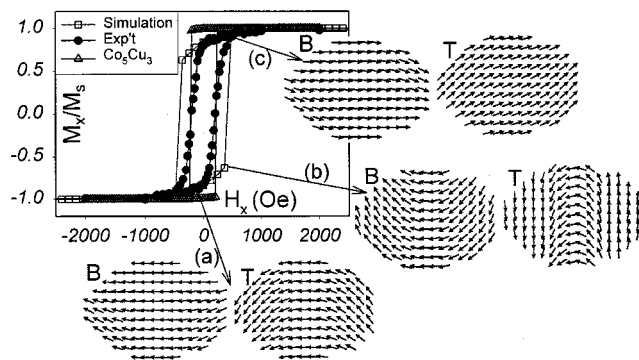 1.0
0.5
0.0
-0.5
-1.0
Mx/Ms
Simulation
Exp't
Co5Cu3
Hx (Oe)
-2000 -1000 0 1000 2000
(c)
B
T
(b)
B
T
(a)
B
T